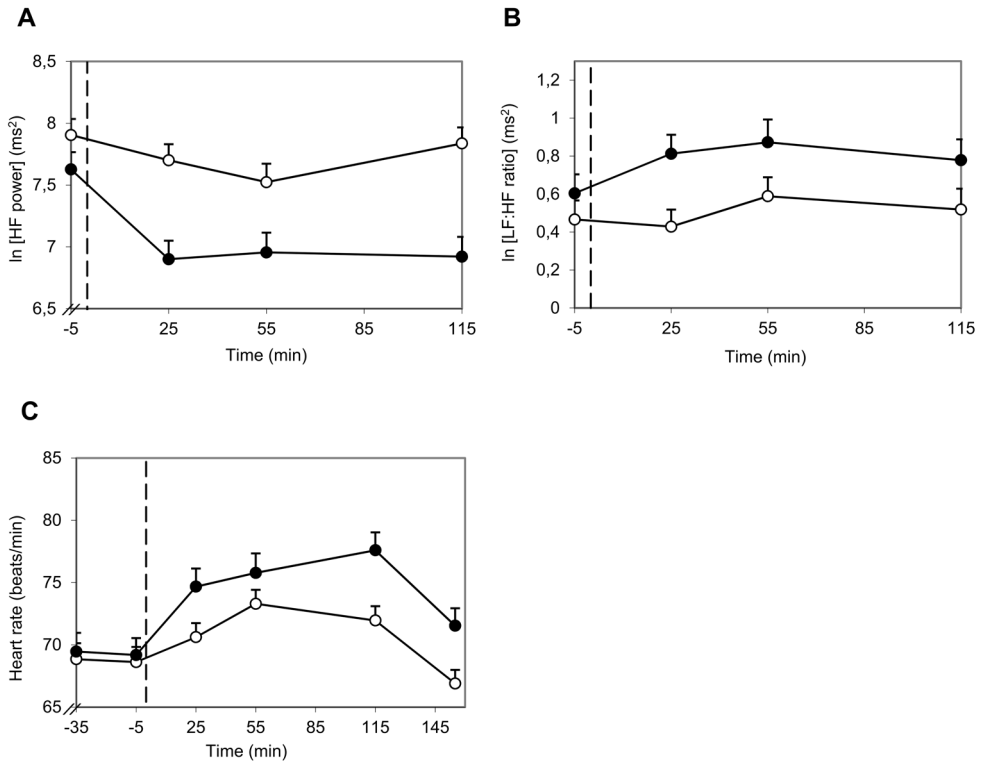 A
ln [HF power] (ms²)
8,5
8
7,5
7
6,5
-5 25 55 85 115
Time (min)
B
ln [LF:HF ratio] (ms²)
1,2
1
0,8
0,6
0,4
0,2
0
-5 25 55 85 115
Time (min)
C
Heart rate (beats/min)
85
80
75
70
65
-35 -5 25 55 85 115 145
Time (min)